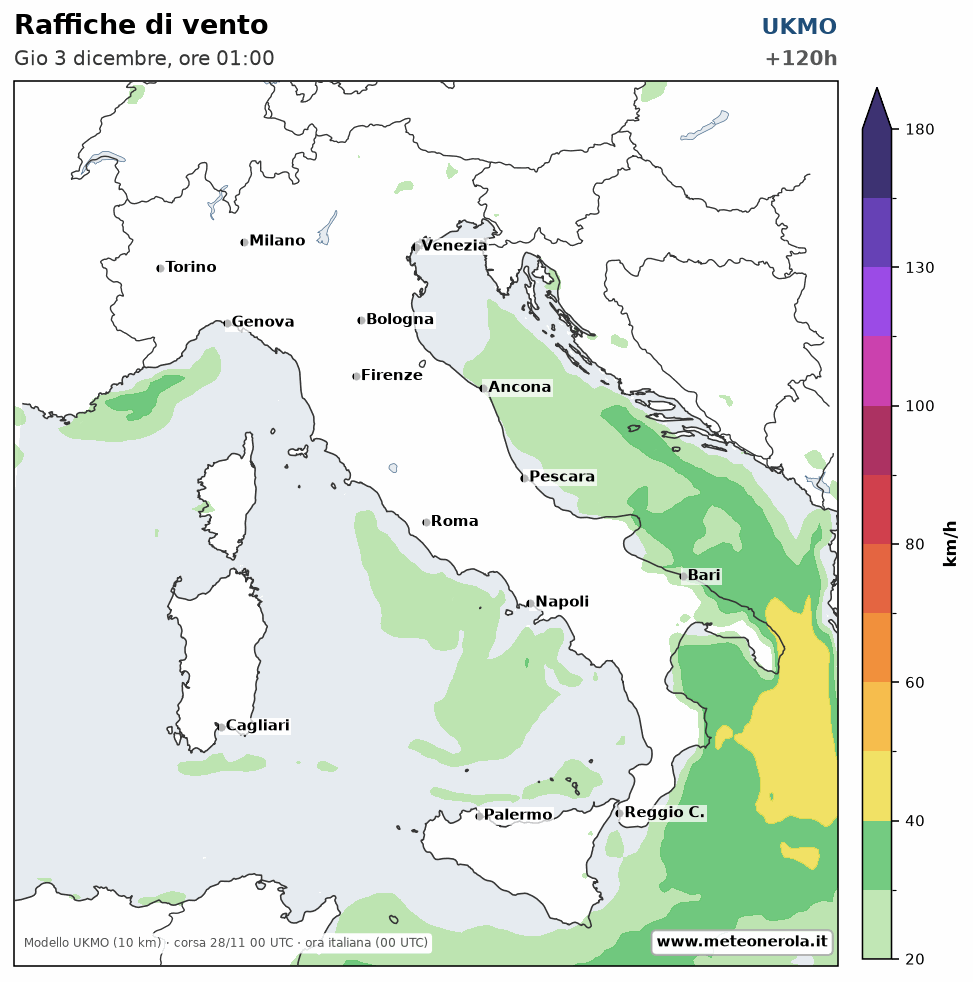 Raffiche di vento
UKMO
Gio 3 dicembre, ore 01:00
+120h
180
Milano
Venezia
Torino
130
Genova
Bologna
Firenze
Ancona
100
Pescara
Roma
80
km/h
Bari
Napoli
60
Cagliari
Palermo
Reggio C.
40
Modello UKMO (10 km) · corsa 28/11 00 UTC · ora italiana (00 UTC)
www.meteonerola.it
20